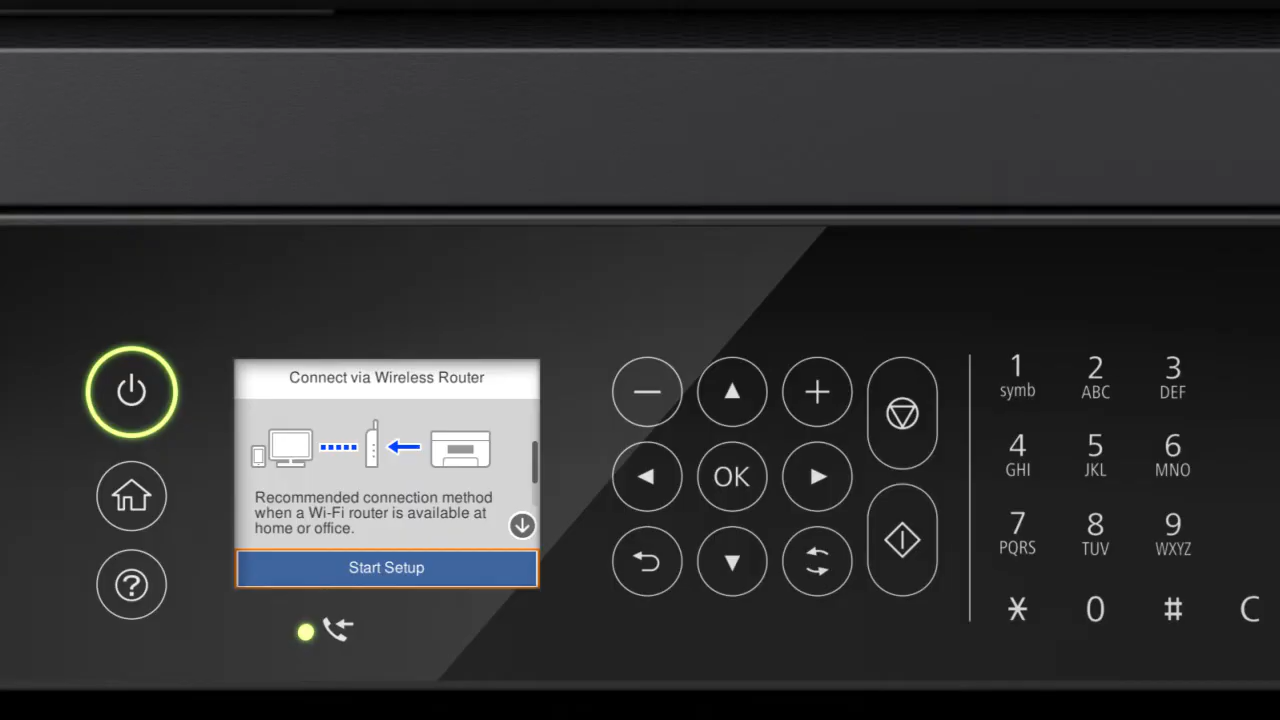 Connect via Wireless Router
Recommended connection method
when a Wi-Fi router is available at
home or office.
Start Setup
OK
1 2 3
symb ABC DEF
4 5 6
GHI JKL MNO
7 8 9
PQRS TUV WXYZ
* 0 # C